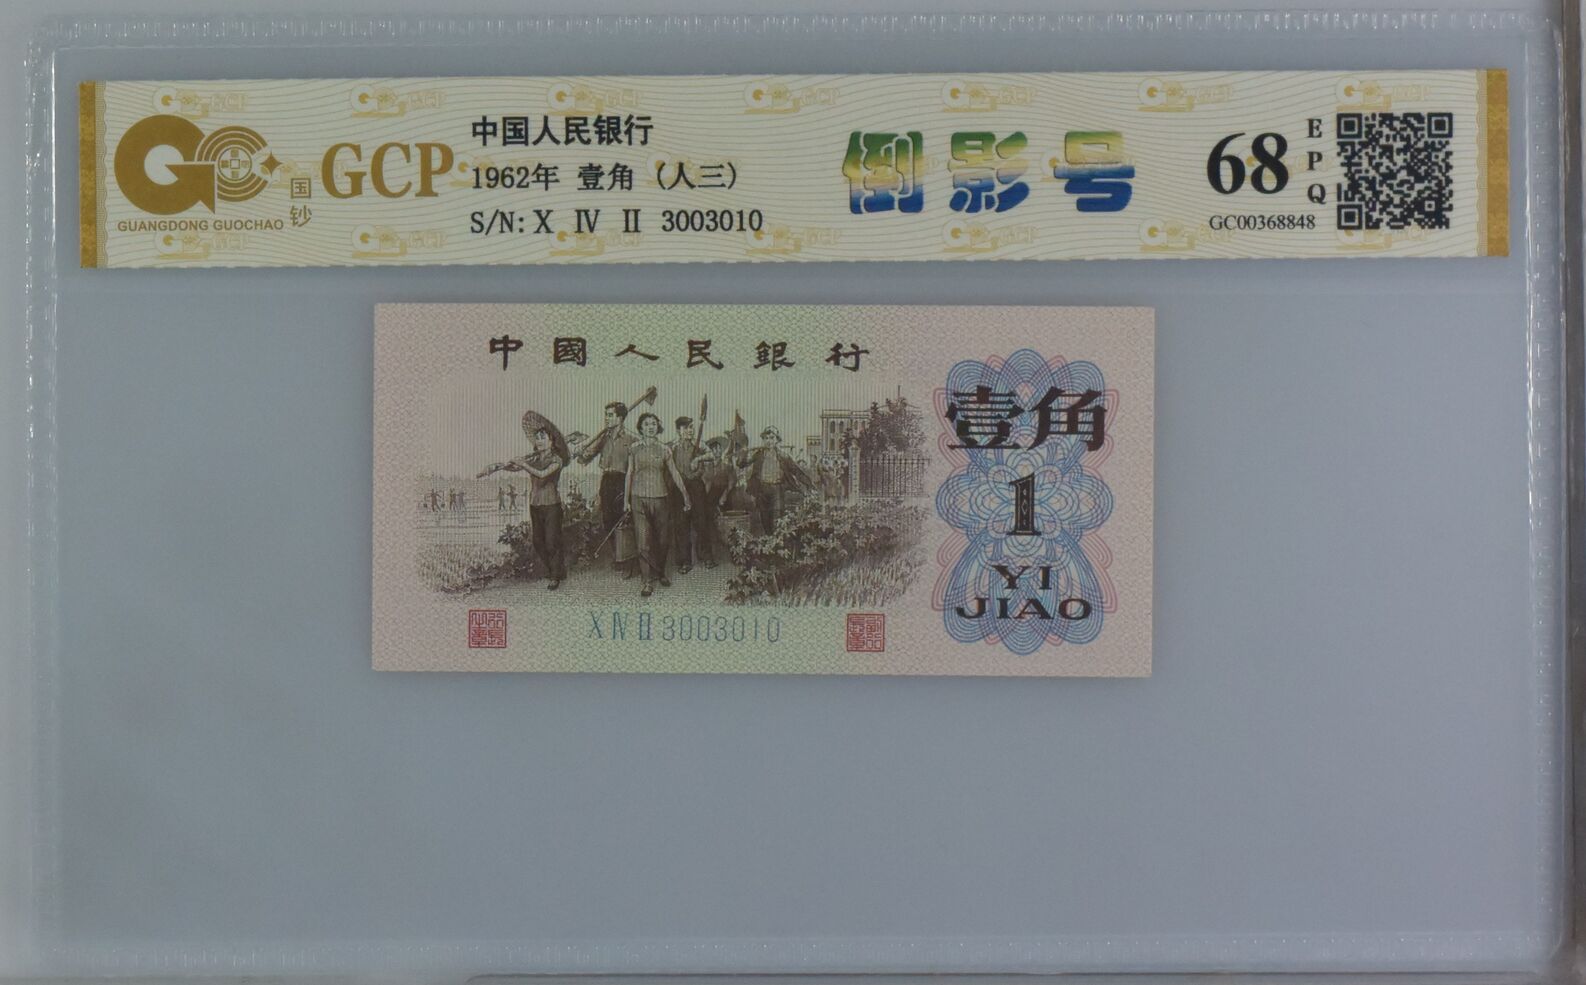 GCP
GUANGDONG GUOCHAO
国钞
中国人民银行
1962年 壹角 (人三)
S/N: X Ⅳ Ⅱ 3003010
倒影号
68
EPQ
GC00368848
中國人民銀行
壹角
1
YI
JIAO
X Ⅳ Ⅱ 3003010